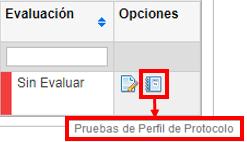 Evaluación Opciones
Sin Evaluar
Pruebas de Perfil de Protocolo